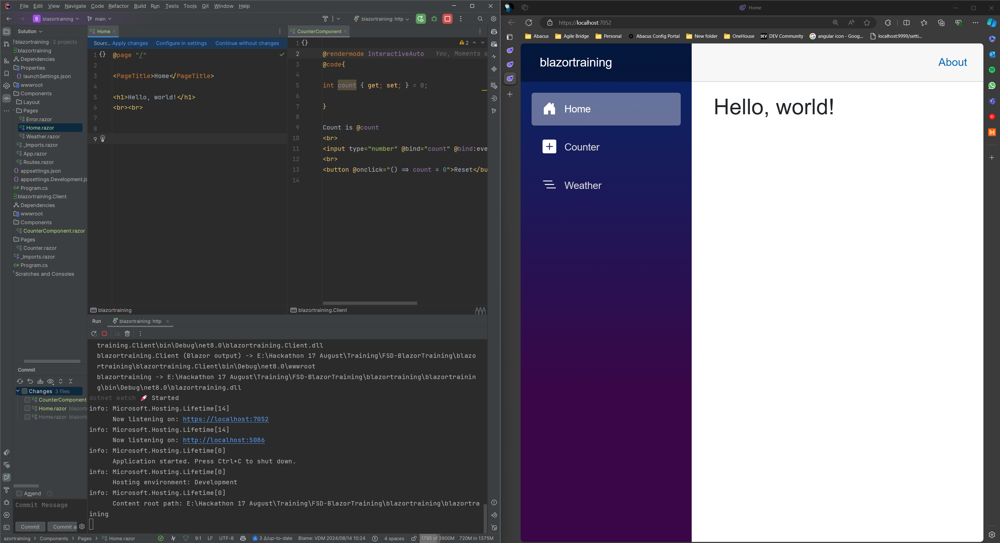 File Edit View Navigate Code Refactor Build Run Tests Tools Git Window Help
B blazortraining main blazortraining: http
Solution
blazortraining · 2 projects
blazortraining
Dependencies
Properties
launchSettings.json
wwwroot
Components
Layout
Pages
Error.razor
Home.razor
Weather.razor
_Imports.razor
App.razor
Routes.razor
appsettings.json
appsettings.Development.js
Program.cs
blazortraining.Client
Dependencies
wwwroot
Components
CounterComponent.razor
Pages
Counter.razor
_Imports.razor
Program.cs
Scratches and Consoles
Home
Sourc... Apply changes Configure in settings Continue without changes
1 {} @page "/"
2
3 <PageTitle>Home</PageTitle>
4
5 <h1>Hello, world!</h1>
6 <br><br>
7
8
9
blazortraining
CounterComponent
2
1 {}
2 @rendermode InteractiveAuto You, Moments a
3 @code{
4
5 int count { get; set; } = 0;
6
7 }
8
9 Count is @count
10 <br>
11 <input type="number" @bind="count" @bind:eve
12 <br>
13 <button @onclick="() => count = 0">Reset</bu
14
blazortraining.Client
Run blazortraining: http
training.Client\bin\Debug\net8.0\blazortraining.Client.dll
blazortraining.Client (Blazor output) -> E:\Hackathon 17 August\Training\FSD-BlazorTraining\blazo
rtraining\blazortraining.Client\bin\Debug\net8.0\wwwroot
blazortraining -> E:\Hackathon 17 August\Training\FSD-BlazorTraining\blazortraining\blazortrainin
g\bin\Debug\net8.0\blazortraining.dll
dotnet watch 🚀 Started
info: Microsoft.Hosting.Lifetime[14]
Now listening on: https://localhost:7052
info: Microsoft.Hosting.Lifetime[14]
Now listening on: http://localhost:5086
info: Microsoft.Hosting.Lifetime[0]
Application started. Press Ctrl+C to shut down.
info: Microsoft.Hosting.Lifetime[0]
Hosting environment: Development
info: Microsoft.Hosting.Lifetime[0]
Content root path: E:\Hackathon 17 August\Training\FSD-BlazorTraining\blazortraining\blazortra
ining
Commit
Changes 3 files
CounterComponent
Home.razor blazort
Home.razor blazort
Amend
Commit Message
Commit Commit a
azortraining > Components > Pages > Home.razor
9:1 LF UTF-8 3 Δ/up-to-date Blame: VDM 2024/08/14 10:24 4 spaces 1795 of 3800M 720M in 1375M
Home
https://localhost:7052
Abacus Agile Bridge Personal Abacus Config Portal New folder OneHouse DEV DEV Community angular icon - Goog... localhost:9999/setti...
blazortraining
About
Home
Counter
Weather
Hello, world!